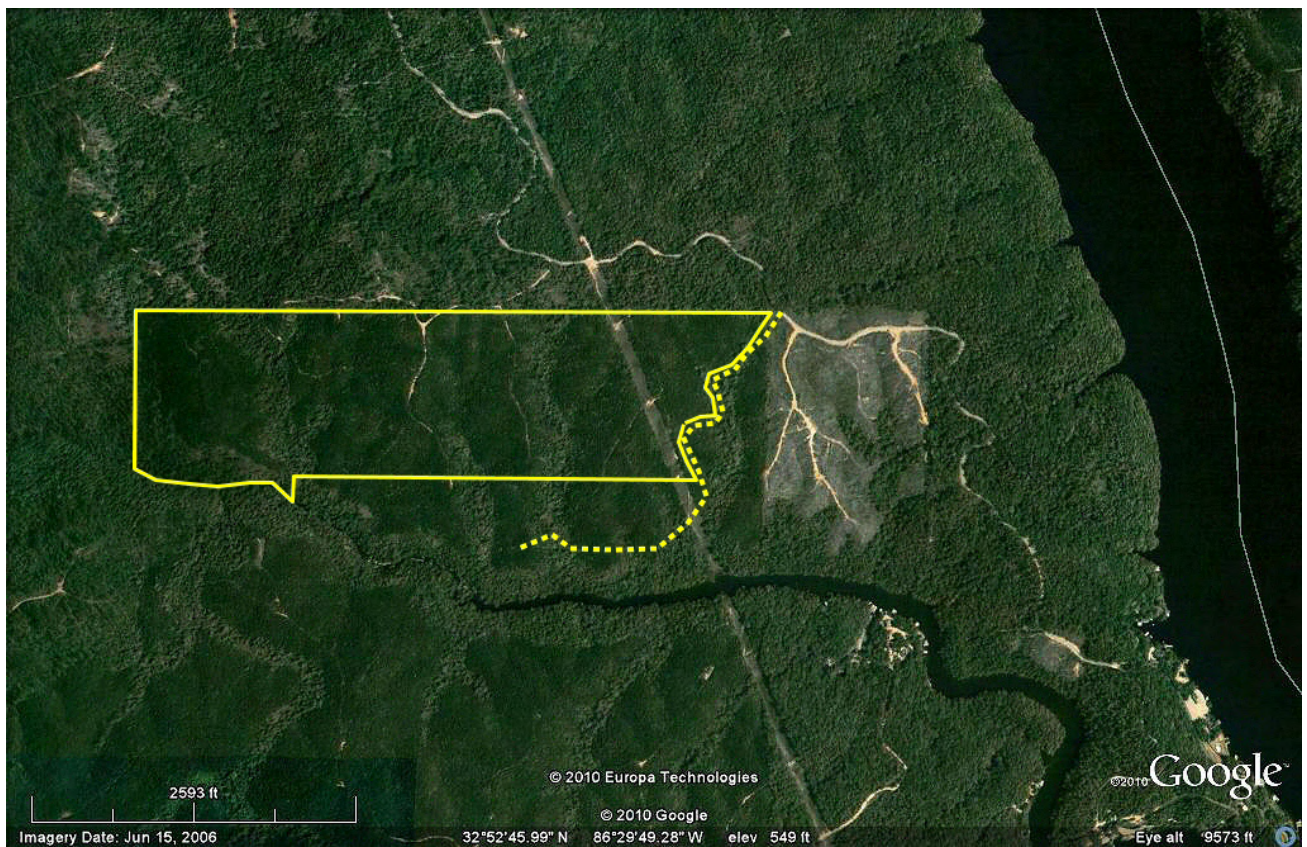 2593 ft
© 2010 Europa Technologies
© 2010 Google
©2010 Google™
Imagery Date: Jun 15, 2006 32°52'45.99" N 86°29'49.28" W elev 549 ft Eye alt 9573 ft